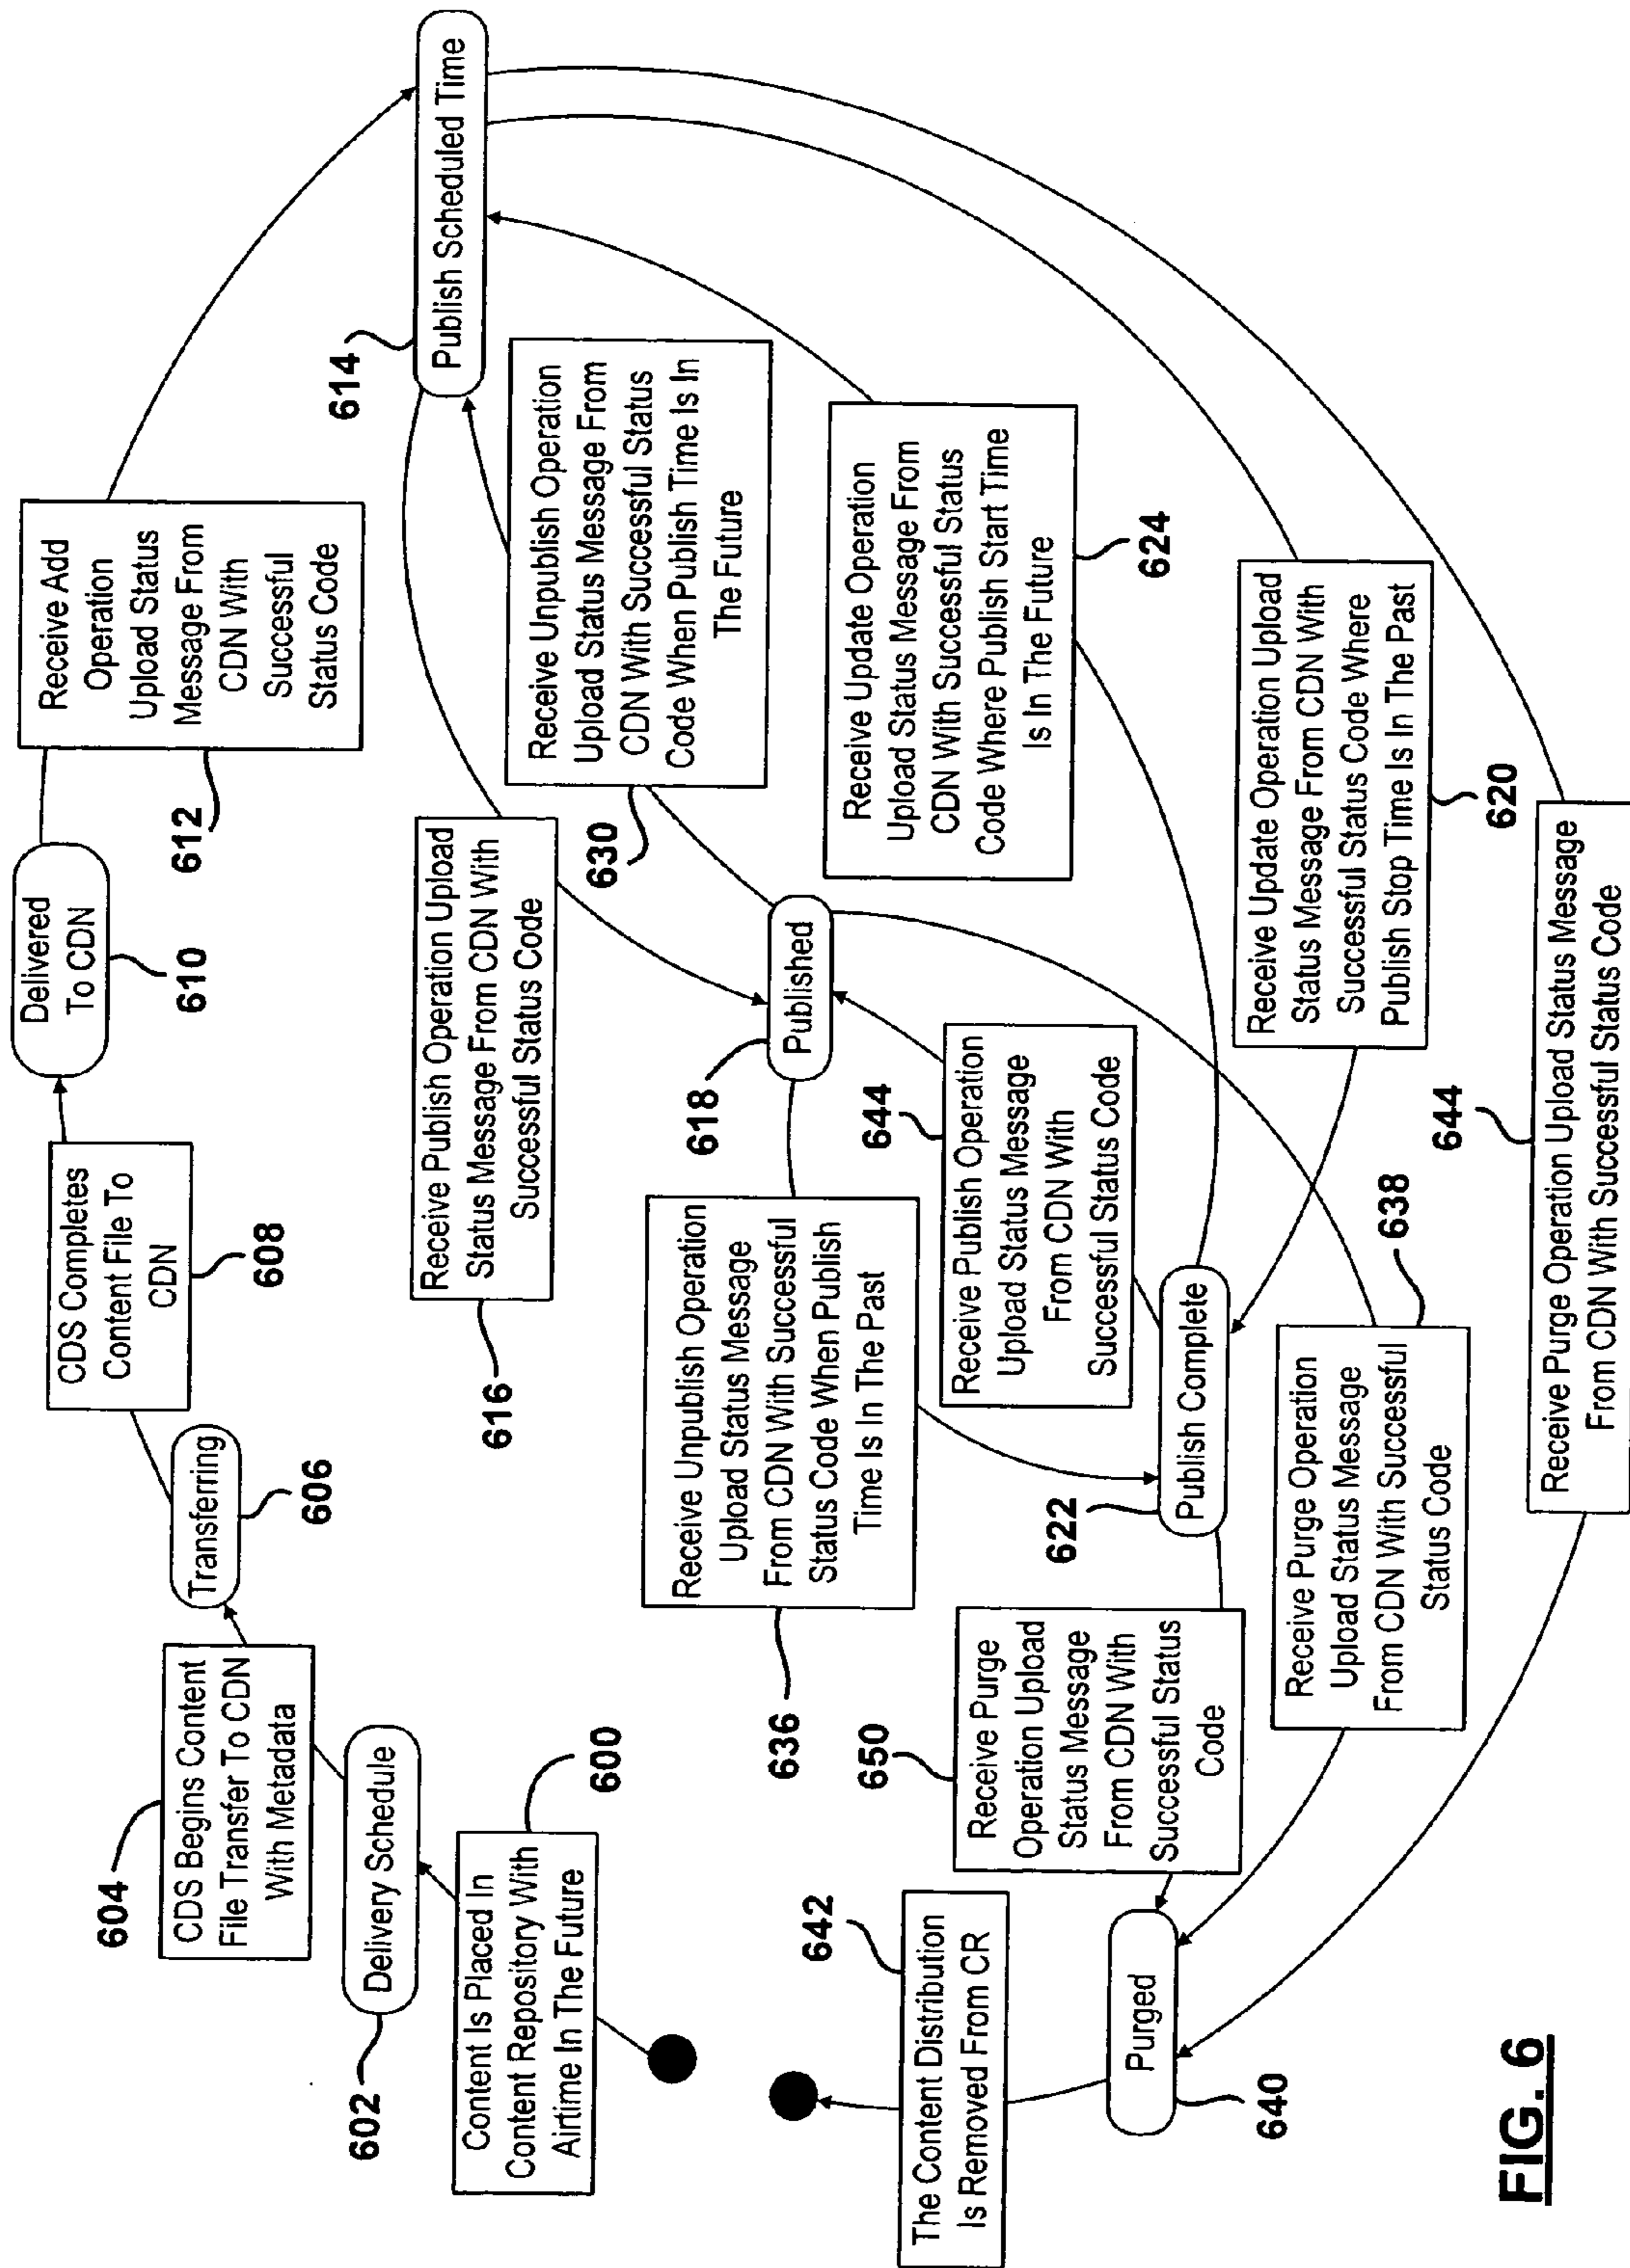 604
CDS Begins Content
File Transfer To CDN
With Metadata
602
Delivery Schedule
Content Is Placed In
Content Repository With
Airtime In The Future
600
Transferring
606
CDS Completes
Content File To
CDN
608
Delivered
To CDN
610
Receive Add
Operation
Upload Status
Message From
CDN With
Successful
Status Code
612
614
Publish Scheduled Time
Receive Publish Operation Upload
Status Message From CDN With
Successful Status Code
616
Receive Unpublish Operation
Upload Status Message From
CDN With Successful Status
Code When Publish Time Is In
The Future
630
618
Published
Receive Update Operation
Upload Status Message From
CDN With Successful Status
Code Where Publish Start Time
Is In The Future
624
Receive Unpublish Operation
Upload Status Message
From CDN With Successful
Status Code When Publish
Time Is In The Past
636
644
Receive Publish Operation
Upload Status Message
From CDN With
Successful Status Code
622
Publish Complete
Receive Update Operation Upload
Status Message From CDN With
Successful Status Code Where
Publish Stop Time Is In The Past
620
650
Receive Purge
Operation Upload
Status Message
From CDN With
Successful Status
Code
Receive Purge Operation
Upload Status Message
From CDN With Successful
Status Code
638
644
Receive Purge Operation Upload Status Message
From CDN With Successful Status Code
642
The Content Distribution
Is Removed From CR
Purged
640
FIG. 6